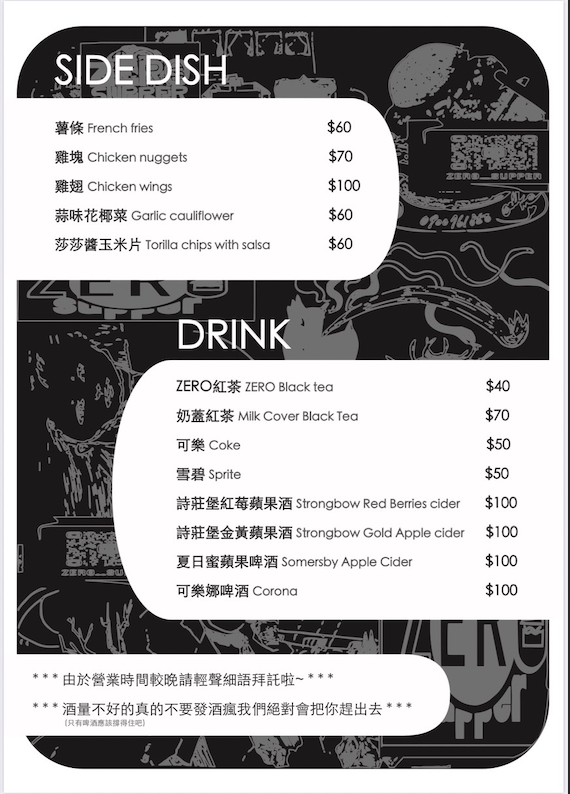 SIDE DISH
薯條 French fries $60
雞塊 Chicken nuggets $70
雞翅 Chicken wings $100
蒜味花椰菜 Garlic cauliflower $60
莎莎醬玉米片 Torilla chips with salsa $60
ZERO_SUPPER
ZERO
supper
DRINK
ZERO紅茶 ZERO Black tea $40
奶蓋紅茶 Milk Cover Black Tea $70
可樂 Coke $50
雪碧 Sprite $50
詩莊堡紅莓蘋果酒 Strongbow Red Berries cider $100
詩莊堡金黃蘋果酒 Strongbow Gold Apple cider $100
夏日蜜蘋果啤酒 Somersby Apple Cider $100
可樂娜啤酒 Corona $100
***由於營業時間較晚請輕聲細語拜託啦~***
***酒量不好的真的不要發酒瘋我們絕對會把你趕出去***
(只有啤酒應該撐得住吧)